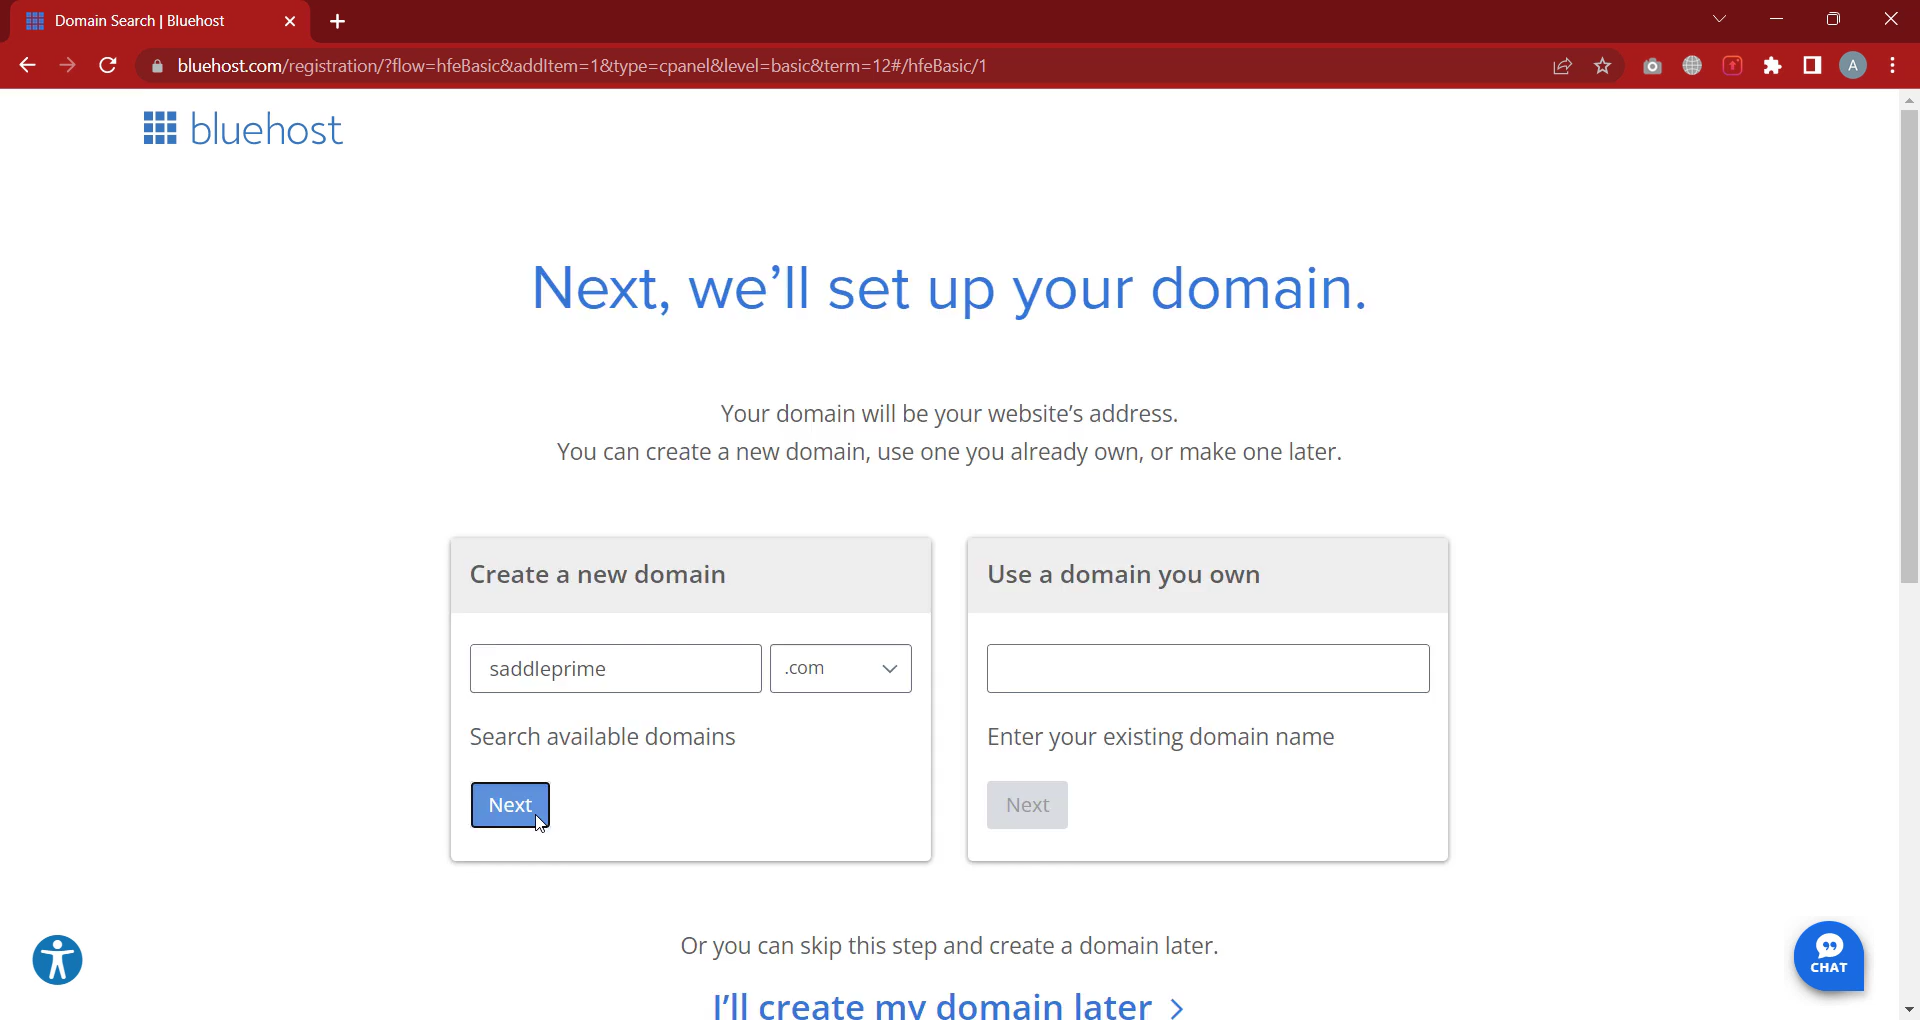 Domain Search | Bluehost
bluehost.com/registration/?flow=hfeBasic&addItem=1&type=cpanel&level=basic&term=12#/hfeBasic/1
A
bluehost
Next, we’ll set up your domain.
Your domain will be your website’s address.
You can create a new domain, use one you already own, or make one later.
Create a new domain
saddleprime
.com
Search available domains
Next
Use a domain you own
Enter your existing domain name
Next
Or you can skip this step and create a domain later.
I’ll create my domain later
CHAT